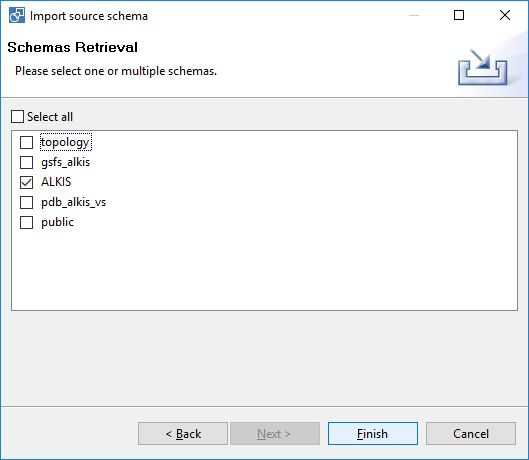 Import source schema
Schemas Retrieval
Please select one or multiple schemas.
Select all
topology
gsfs_alkis
ALKIS
pdb_alkis_vs
public
< Back Next > Finish Cancel